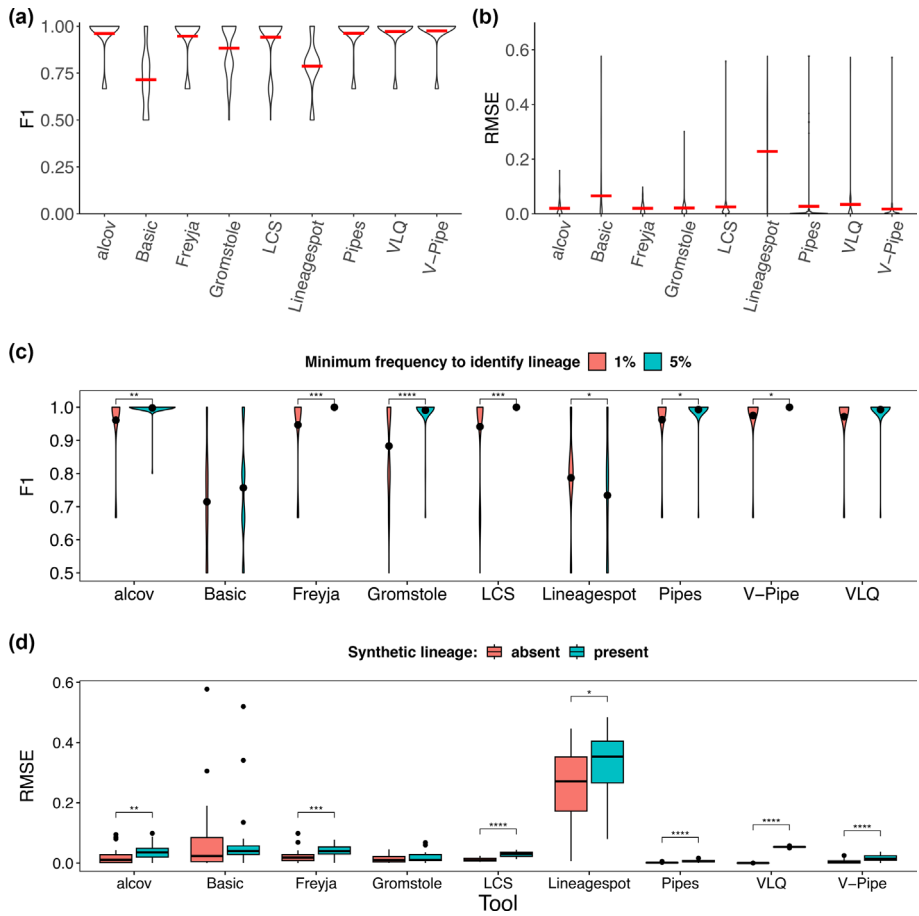 (a)
1.00
0.75
0.50
0.25
0.00
F1
alcov
Basic
Freyja
Gromstole
LCS
Lineagespot
Pipes
VLQ
V-Pipe
(b)
0.6
0.4
0.2
0.0
RMSE
alcov
Basic
Freyja
Gromstole
LCS
Lineagespot
Pipes
VLQ
V-Pipe
(c)
Minimum frequency to identify lineage 1% 5%
1.0
0.9
0.8
0.7
0.6
0.5
F1
** *** **** *** * * *
alcov Basic Freyja Gromstole LCS Lineagespot Pipes V-Pipe VLQ
(d)
Synthetic lineage: absent present
0.6
0.4
0.2
0.0
RMSE
** *** **** * **** **** ****
alcov Basic Freyja Gromstole LCS Lineagespot Pipes VLQ V-Pipe
Tool